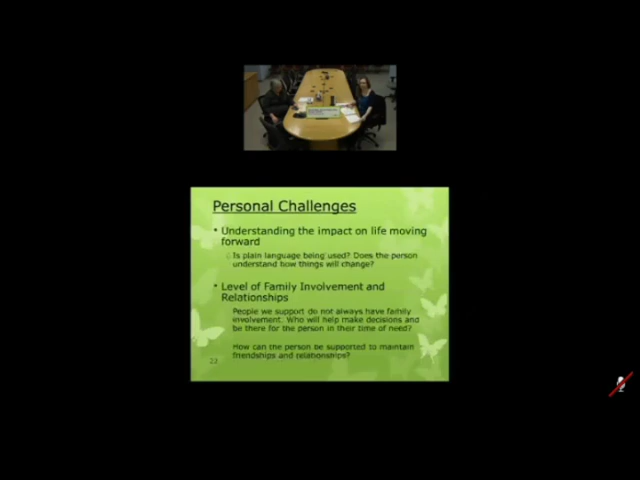 Personal Challenges
• Understanding the impact on life moving
forward
Is plain language being used? Does the person
understand how things will change?
• Level of Family Involvement and
Relationships
People we support do not always have family
involvement. Who will help make decisions and
be there for the person in their time of need?
How can the person be supported to maintain
friendships and relationships?